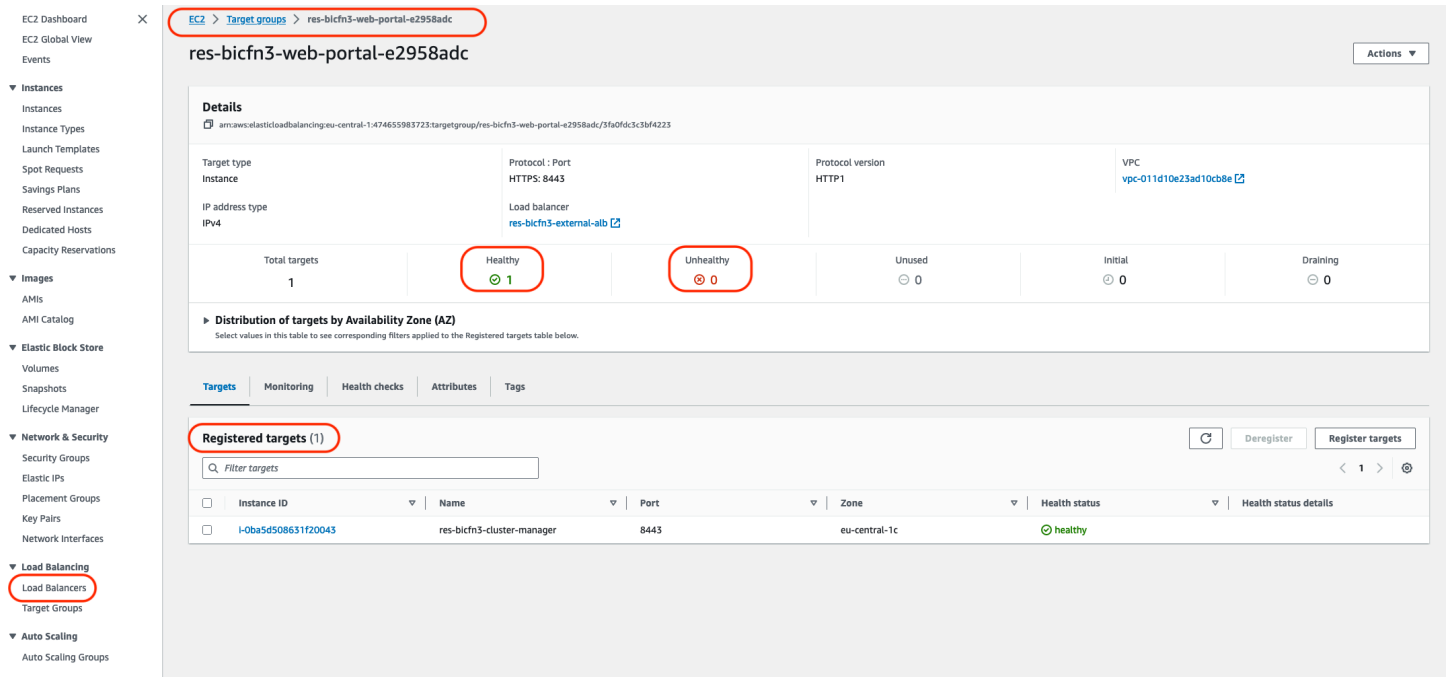 EC2 Dashboard
EC2 Global View
Events
Instances
Instances
Instance Types
Launch Templates
Spot Requests
Savings Plans
Reserved Instances
Dedicated Hosts
Capacity Reservations
Images
AMIs
AMI Catalog
Elastic Block Store
Volumes
Snapshots
Lifecycle Manager
Network & Security
Security Groups
Elastic IPs
Placement Groups
Key Pairs
Network Interfaces
Load Balancing
Load Balancers
Target Groups
Auto Scaling
Auto Scaling Groups
EC2 > Target groups > res-bicfn3-web-portal-e2958adc
res-bicfn3-web-portal-e2958adc
Actions
Details
arn:aws:elasticloadbalancing:eu-central-1:474655983723:targetgroup/res-bicfn3-web-portal-e2958adc/3fa0fdc3c3bf4223
Target type Protocol : Port Protocol version VPC
Instance HTTPS: 8443 HTTP1 vpc-011d10e23ad10cb8e
IP address type Load balancer
IPv4 res-bicfn3-external-alb
Total targets Healthy Unhealthy Unused Initial Draining
1 1 0 0 0 0
Distribution of targets by Availability Zone (AZ)
Select values in this table to see corresponding filters applied to the Registered targets table below.
Targets Monitoring Health checks Attributes Tags
Registered targets (1) Deregister Register targets
Filter targets 1
Instance ID Name Port Zone Health status Health status details
i-0ba5d508631f20043 res-bicfn3-cluster-manager 8443 eu-central-1c healthy